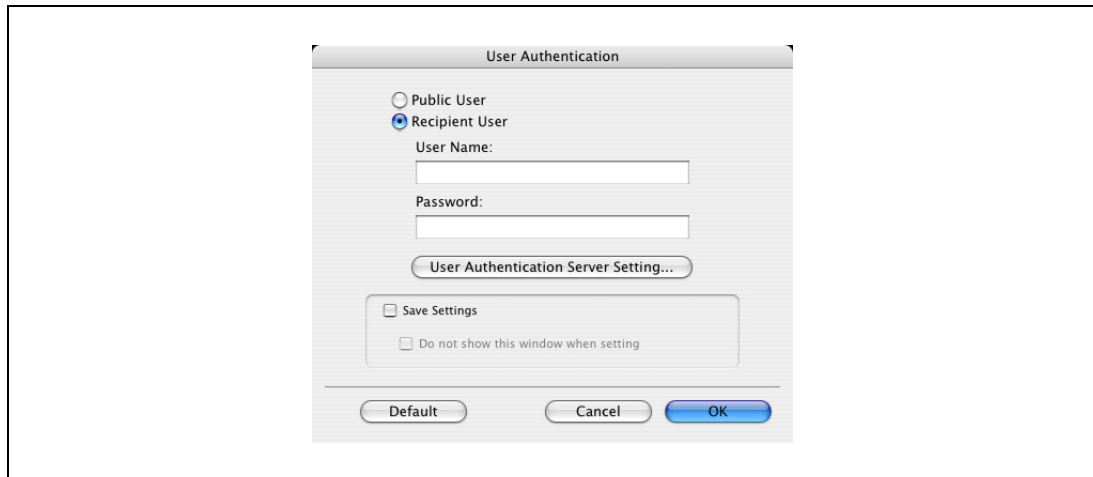 User Authentication
Public User
Recipient User
User Name:
Password:
User Authentication Server Setting...
Save Settings
Do not show this window when setting
Default Cancel OK